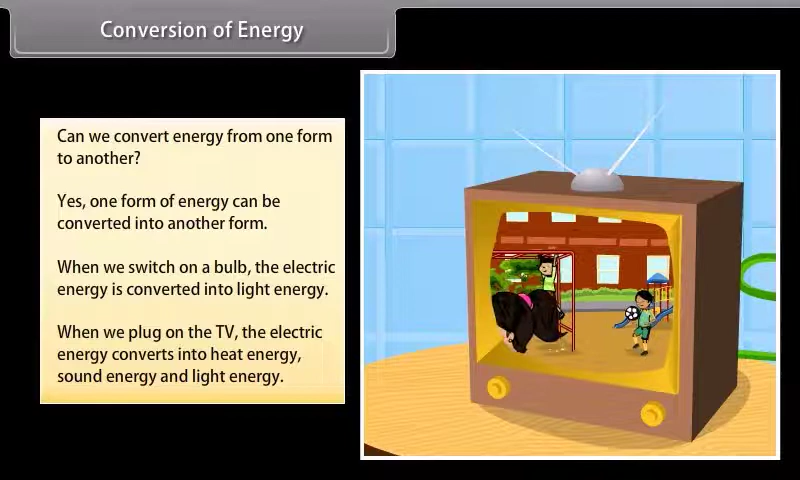 Conversion of Energy
Can we convert energy from one form
to another?
Yes, one form of energy can be
converted into another form.
When we switch on a bulb, the electric
energy is converted into light energy.
When we plug on the TV, the electric
energy converts into heat energy,
sound energy and light energy.